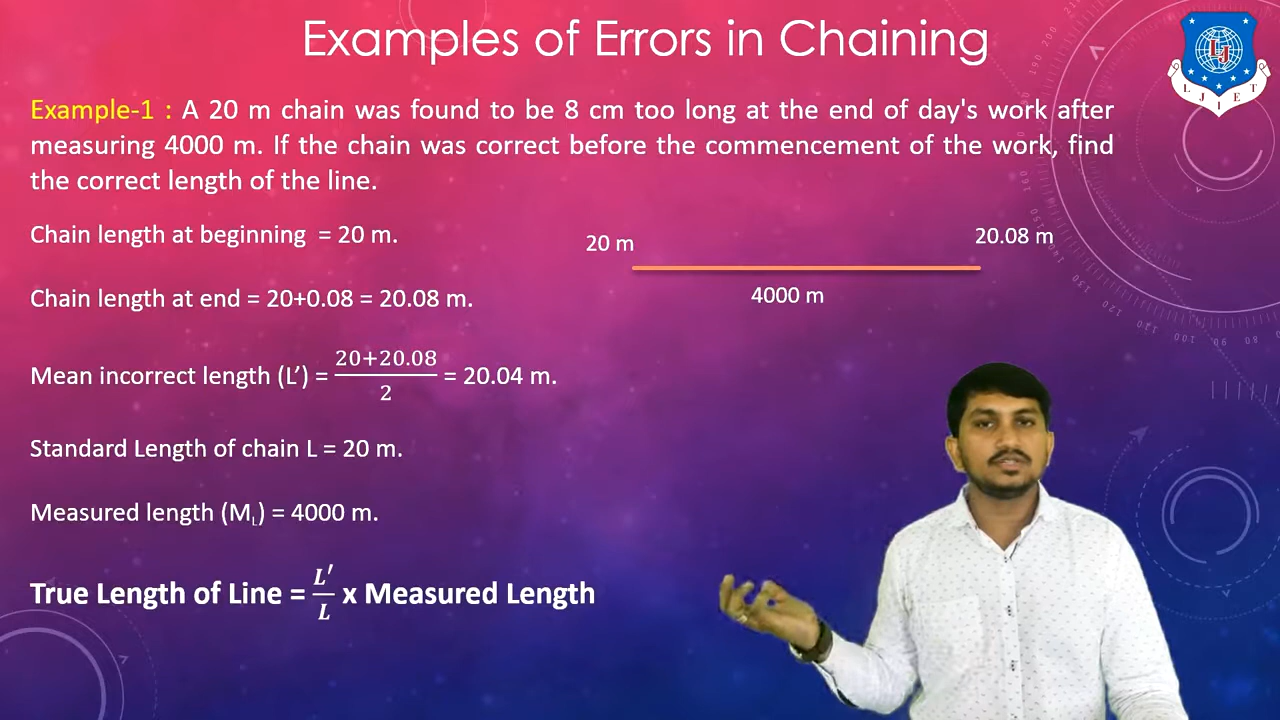 Examples of Errors in Chaining
LJ
L J I E T
Example-1 : A 20 m chain was found to be 8 cm too long at the end of day's work after
measuring 4000 m. If the chain was correct before the commencement of the work, find
the correct length of the line.
Chain length at beginning = 20 m.
20 m
20.08 m
4000 m
Chain length at end = 20+0.08 = 20.08 m.
Mean incorrect length (L’) = 20+20.08/2 = 20.04 m.
Standard Length of chain L = 20 m.
Measured length (M_L) = 4000 m.
True Length of Line = L′/L x Measured Length